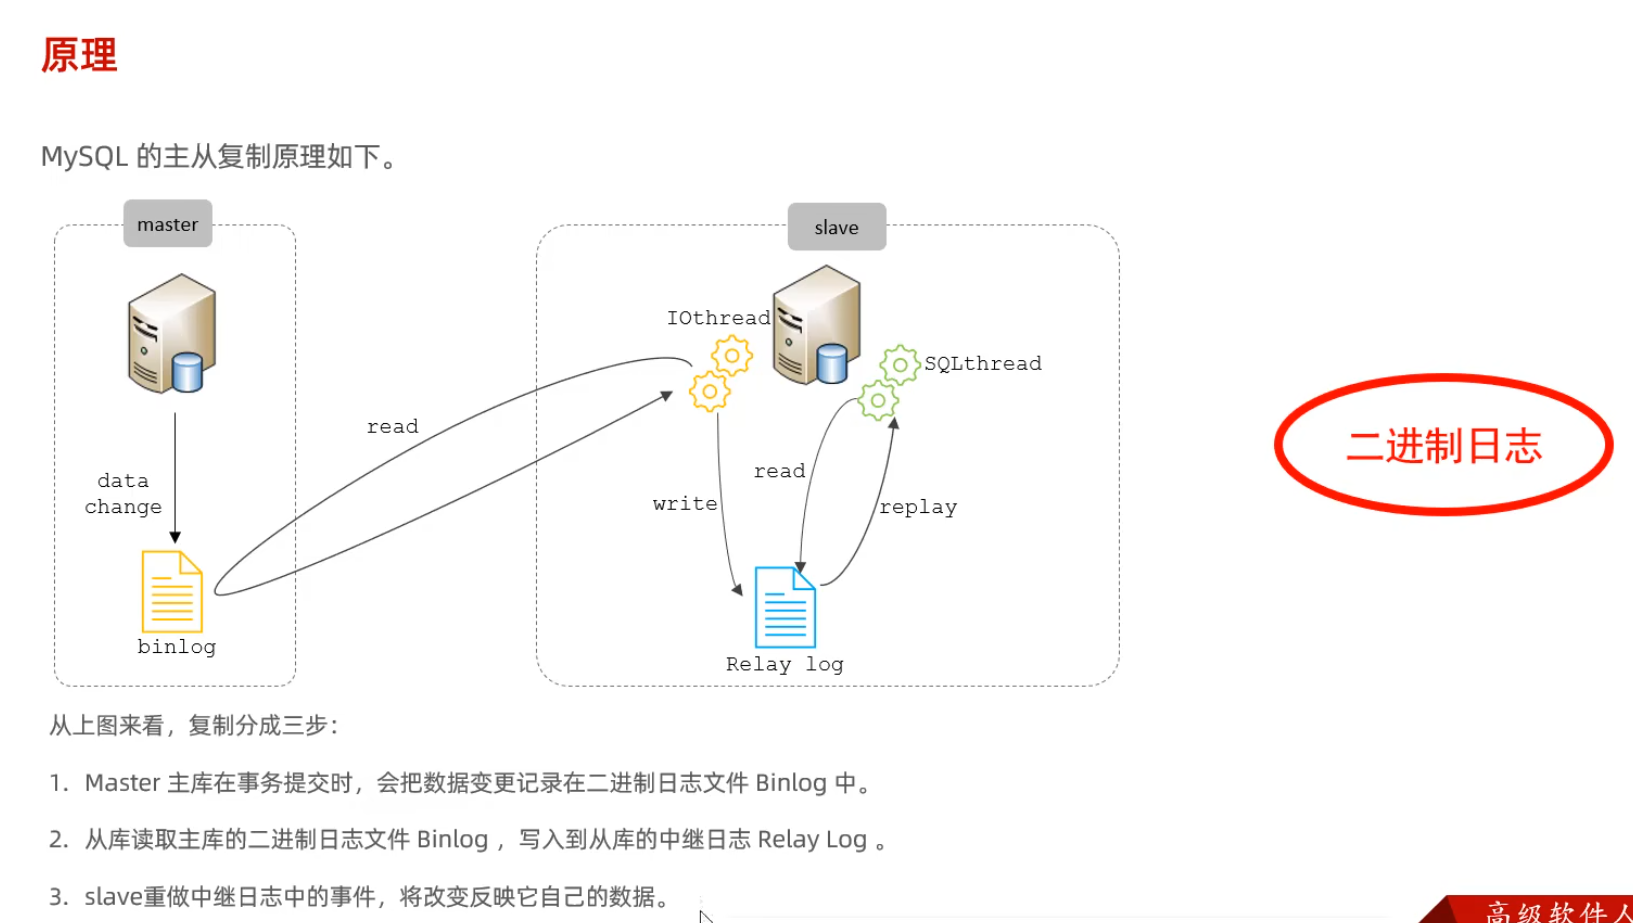 原理
MySQL 的主从复制原理如下。
master
slave
IOthread
SQLthread
read
data
change
read
write
replay
binlog
Relay log
二进制日志
从上图来看，复制分成三步：
1. Master 主库在事务提交时，会把数据变更记录在二进制日志文件 Binlog 中。
2. 从库读取主库的二进制日志文件 Binlog ，写入到从库的中继日志 Relay Log 。
3. slave重做中继日志中的事件，将改变反映它自己的数据。
高级软件人